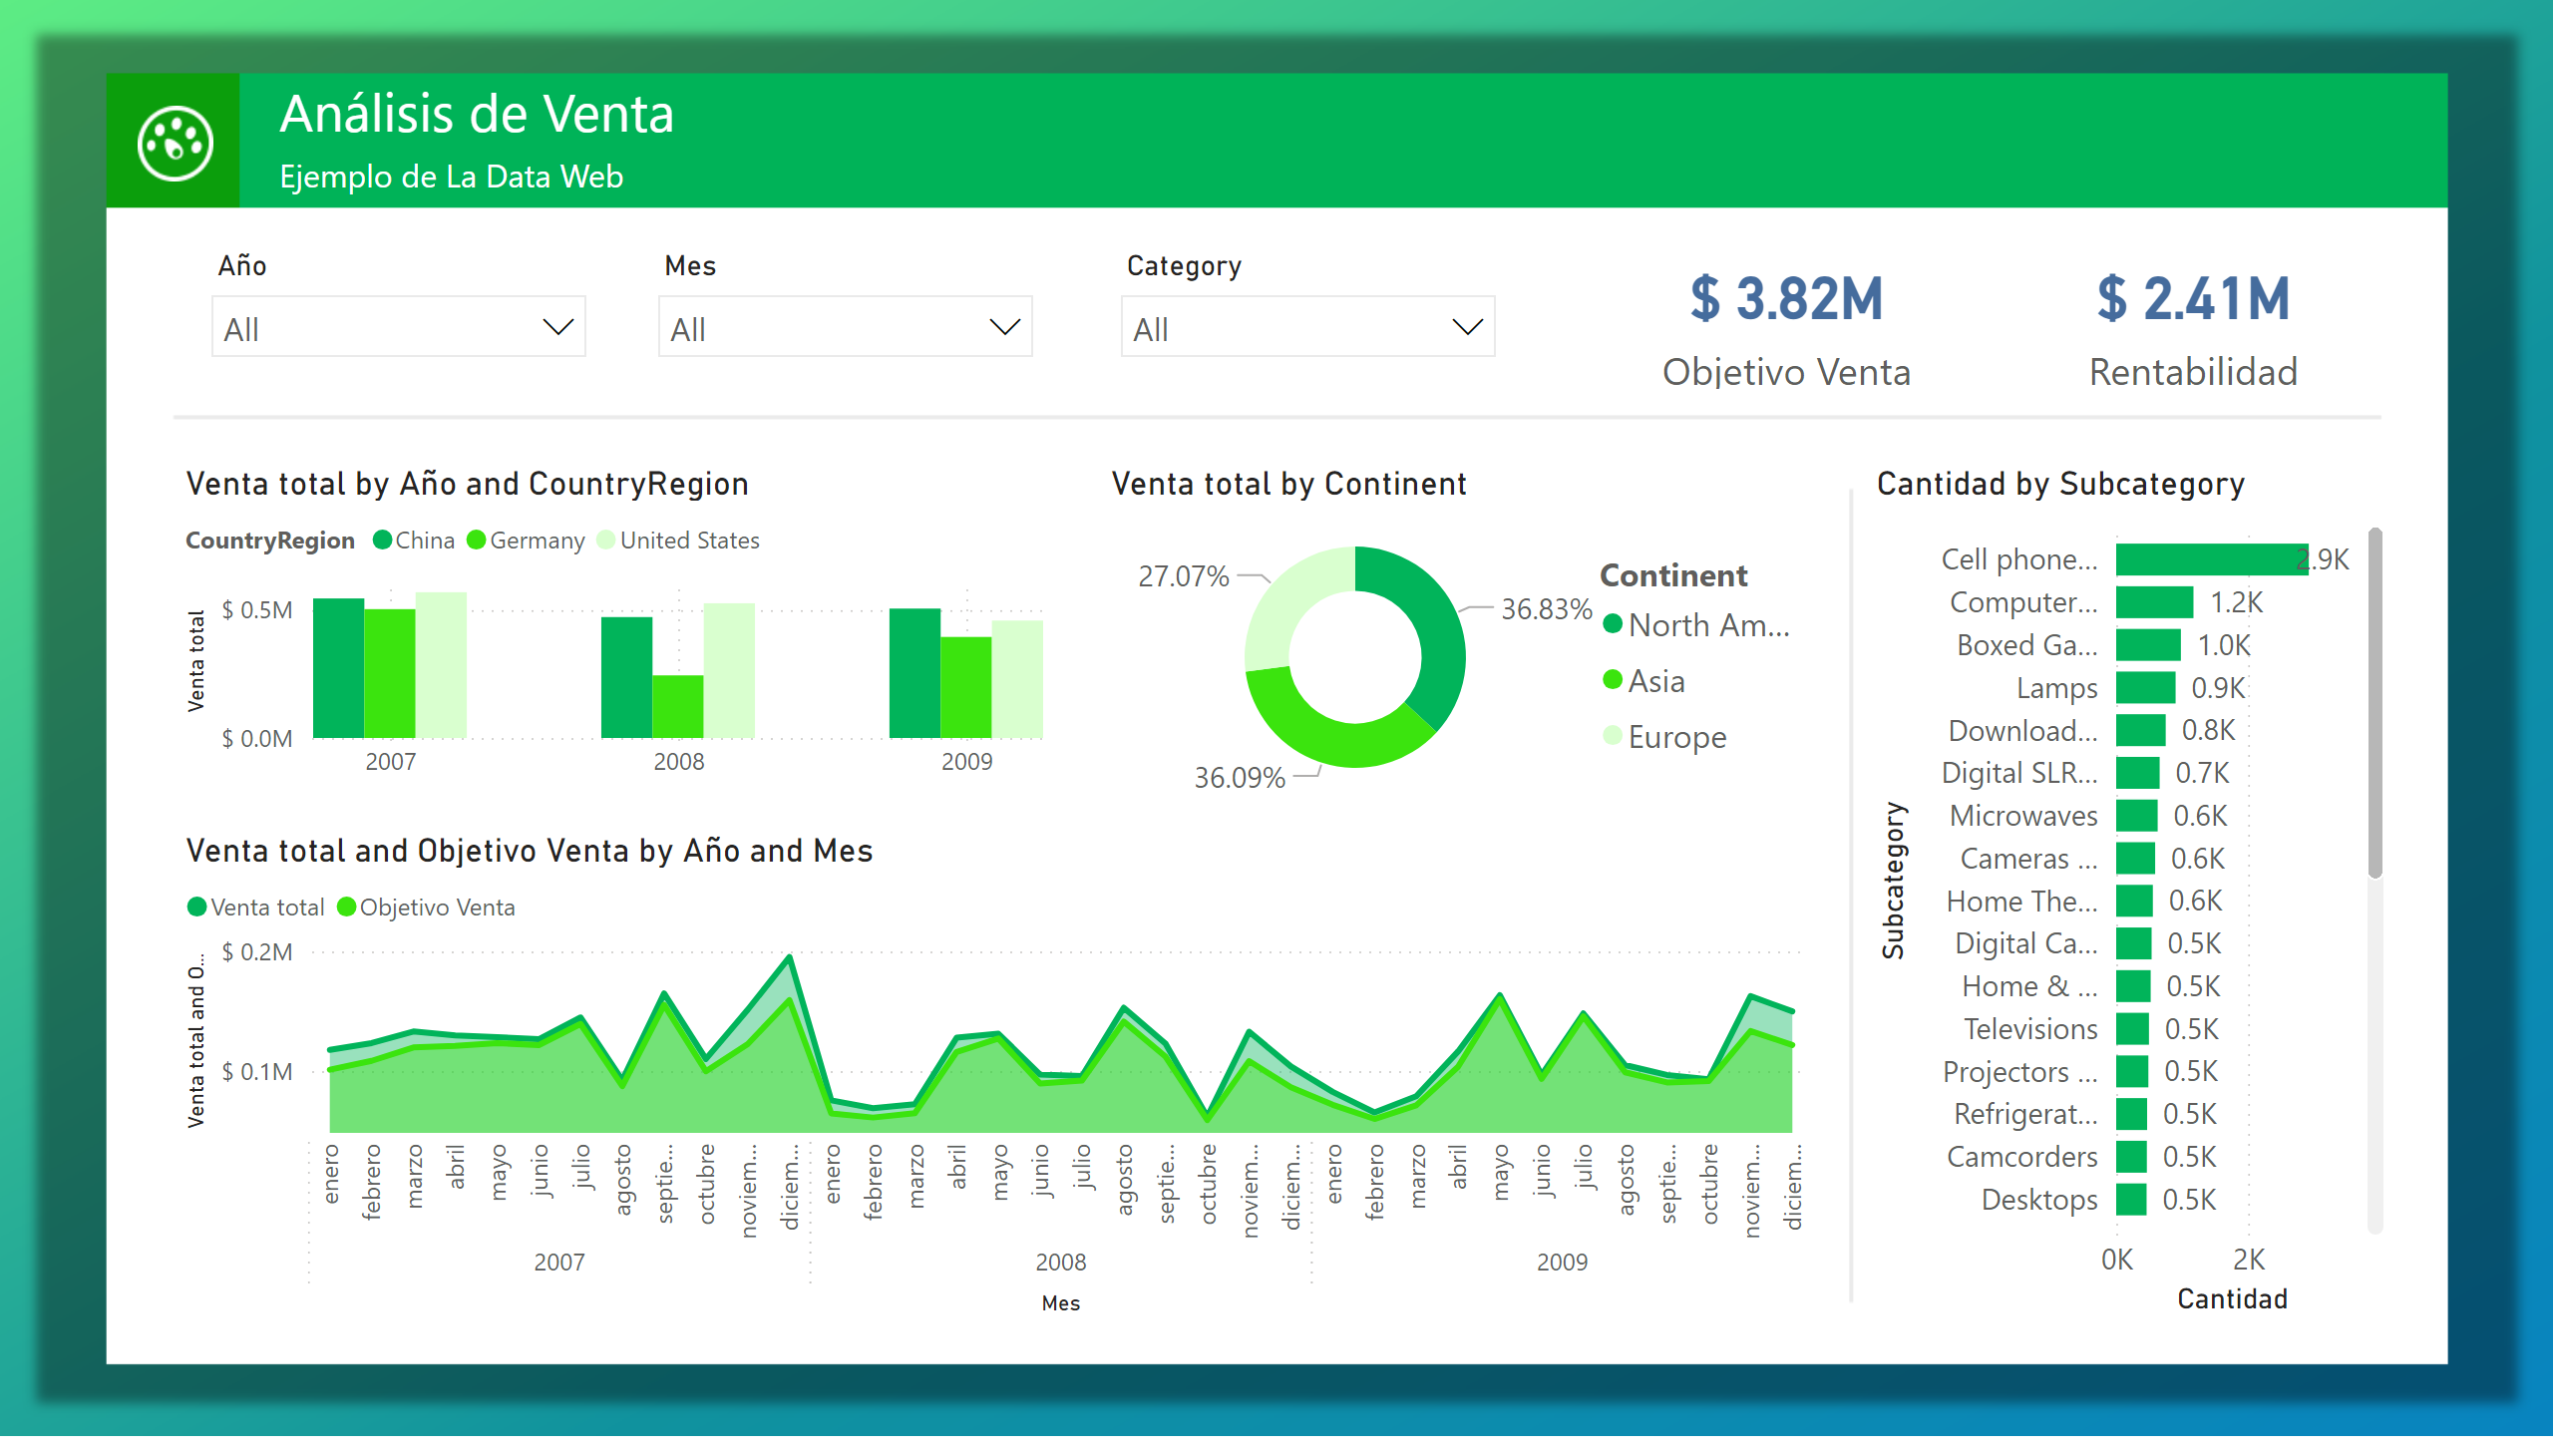 Análisis de Venta
Ejemplo de La Data Web
Año
All
Mes
All
Category
All
$ 3.82M
Objetivo Venta
$ 2.41M
Rentabilidad
Venta total by Año and CountryRegion
CountryRegion China Germany United States
Venta total
$ 0.5M
$ 0.0M
2007 2008 2009
Venta total by Continent
27.07%
36.83%
36.09%
Continent
North Am...
Asia
Europe
Venta total and Objetivo Venta by Año and Mes
Venta total Objetivo Venta
Venta total and O...
$ 0.2M
$ 0.1M
enero febrero marzo abril mayo junio julio agosto septie... octubre noviem... diciem... enero febrero marzo abril mayo junio julio agosto septie... octubre noviem... diciem... enero febrero marzo abril mayo junio julio agosto septie... octubre noviem... diciem...
2007 2008 2009
Mes
Cantidad by Subcategory
Subcategory
Cell phone... 2.9K
Computer... 1.2K
Boxed Ga... 1.0K
Lamps 0.9K
Download... 0.8K
Digital SLR... 0.7K
Microwaves 0.6K
Cameras ... 0.6K
Home The... 0.6K
Digital Ca... 0.5K
Home & ... 0.5K
Televisions 0.5K
Projectors ... 0.5K
Refrigerat... 0.5K
Camcorders 0.5K
Desktops 0.5K
0K 2K
Cantidad